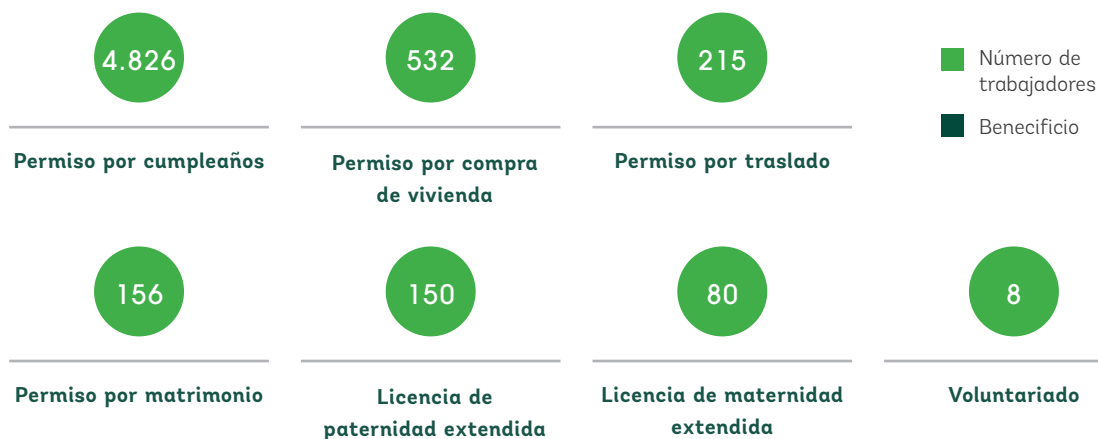 4.826
532
215
Número de
trabajadores
Benecificio
Permiso por cumpleaños
Permiso por compra
de vivienda
Permiso por traslado
156
150
80
8
Permiso por matrimonio
Licencia de
paternidad extendida
Licencia de maternidad
extendida
Voluntariado